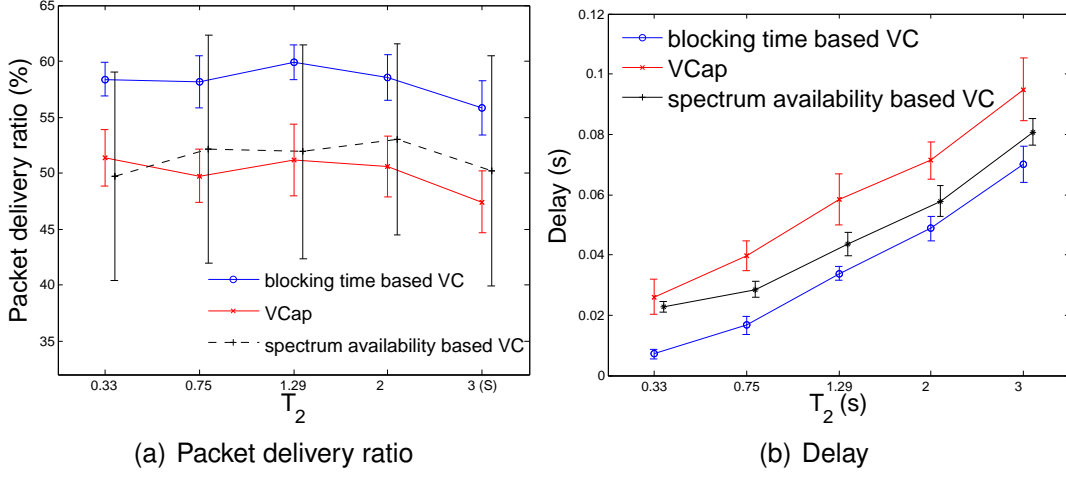 65
60
55
50
45
40
35
Packet delivery ratio (%)
blocking time based VC
VCap
spectrum availability based VC
0.33 0.75 1.29 2 3 (S)
T2
(a) Packet delivery ratio
0.12
0.1
0.08
0.06
0.04
0.02
0
Delay (s)
blocking time based VC
VCap
spectrum availability based VC
0.33 0.75 1.29 2 3
T2 (s)
(b) Delay